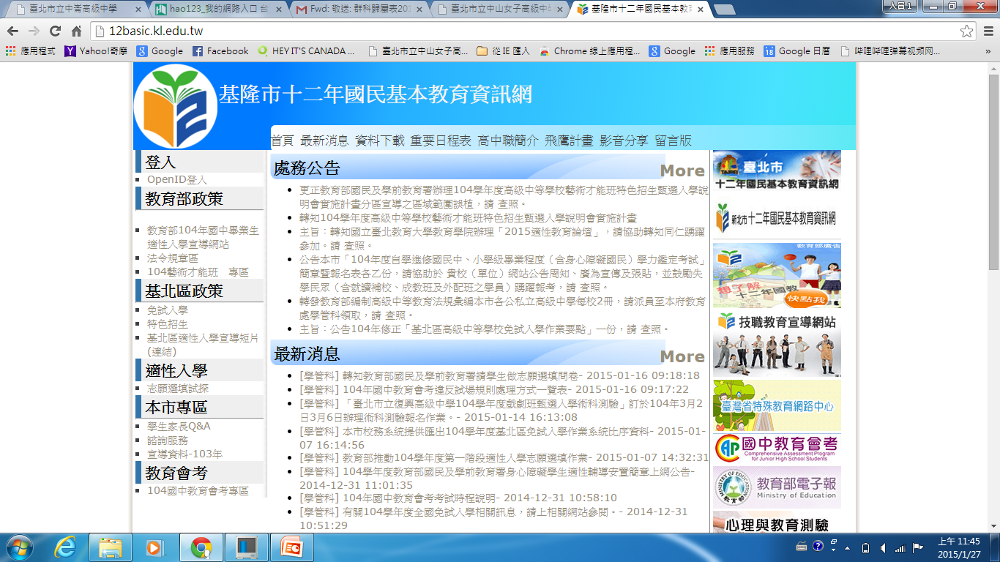 臺北市立中崙高級中學
hao123_我的網路入口 台
Fwd: 敬送: 群科歸屬表20
臺北市立中山女子高級中
基隆市十二年國民基本教育
人員 1
12basic.kl.edu.tw
應用程式
Yahoo!奇摩
Google
Facebook
HEY IT'S CANADA ...
臺北市立中山女子高...
從 IE 匯入
Chrome 線上應用程...
Google
應用服務
18
Google 日曆
哔哩哔哩弹幕视频网...
»
基隆市十二年國民基本教育資訊網
首頁 最新消息 資料下載 重要日程表 高中職簡介 飛鷹計畫 影音分享 留言版
登入
OpenID登入
教育部政策
教育部104年國中畢業生
適性入學宣導網站
法令規章區
104藝術才能班 專區
基北區政策
免試入學
特色招生
基北區適性入學宣導短片
(連結)
適性入學
志願選填試探
本市專區
學生家長Q&A
諮詢服務
宣導資料-103年
教育會考
104國中教育會考專區
處務公告
More
更正教育部國民及學前教育署辦理104學年度高級中等學校藝術才能班特色招生甄選入學說
明會實施計畫分區宣導之區域範圍誤植，請 查照。
轉知104學年度高級中等學校藝術才能班特色招生甄選入學說明會實施計畫
主旨：轉知國立臺北教育大學教育學院辦理「2015適性教育論壇」，請協助轉知同仁踴躍
參加。請 查照。
公告本市「104年度自學進修國民中、小學級畢業程度（含身心障礙國民）學力鑑定考試」
簡章暨報名表各乙份，請協助於 貴校（單位）網站公告周知、廣為宣傳及張貼，並鼓勵失
學民眾（含就讀補校、成教班及外配班之學員）踴躍報考，請 查照。
轉發教育部編制高級中等教育法規彙編本市各公私立高級中學每校2冊，請派員至本府教育
處學管科領取，請 查照。
主旨：公告104年修正「基北區高級中等學校免試入學作業要點」一份，請 查照。
最新消息
More
[學管科] 轉知教育部國民及學前教育署請學生做志願選填問卷- 2015-01-16 09:18:18
[學管科] 104年國中教育會考違反試場規則處理方式一覽表- 2015-01-16 09:17:22
[學管科] 「臺北市立復興高級中學104學年度戲劇班甄選入學術科測驗」訂於104年3月2
日3月6日辦理術科測驗報名作業。- 2015-01-14 16:13:08
[學管科] 本市校務系統提供匯出104學年度基北區免試入學作業系統比序資料- 2015-01-
07 16:14:56
[學管科] 教育部推動104學年度第一階段適性入學志願選填作業- 2015-01-07 14:32:31
[學管科] 104學年度教育部國民及學前教育署身心障礙學生適性輔導安置簡章上網公告-
2014-12-31 11:01:35
[學管科] 104年國中教育會考考試時程說明- 2014-12-31 10:58:10
[學管科] 有關104學年度全國免試入學相關訊息，請上相關網站參閱。- 2014-12-31
10:51:29
臺北市
TAIPEI
十二年國民基本教育資訊網
新北市 十二年國民基本教育資訊網
教育部廣告
想了解
十二年國教
快點我
技職教育宣導網站
臺灣省特殊教育網路中心
CAP 國中教育會考
Comprehensive Assessment Program
for Junior High School Students
MINISTRY OF EDUCATION
教育部電子報
Ministry of Education
心理與教育測驗
上午 11:45
2015/1/27